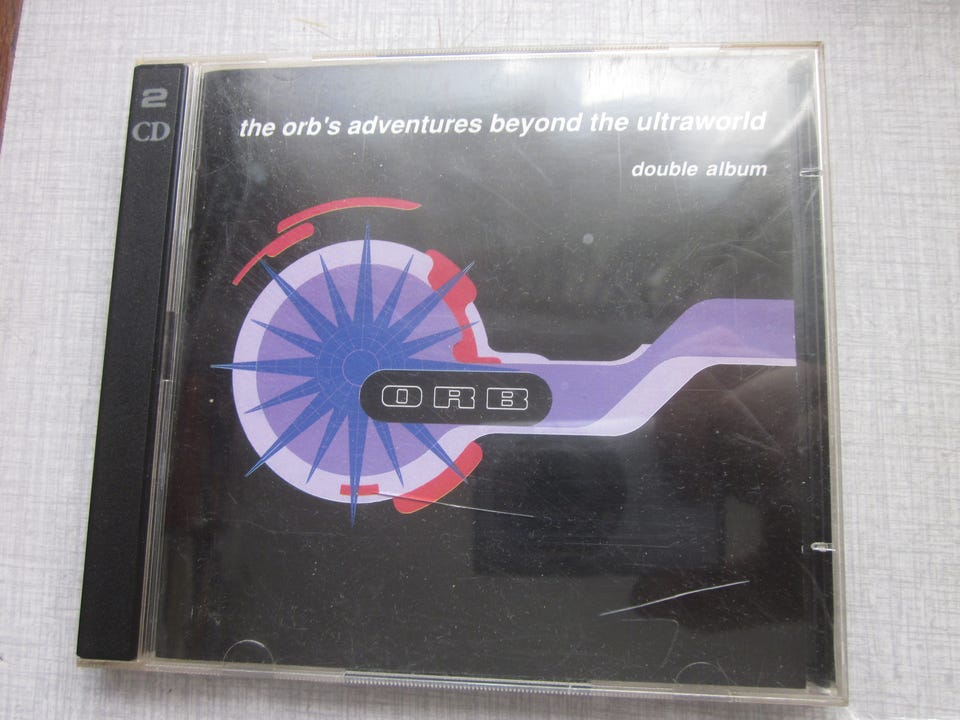 2
CD
the orb's adventures beyond the ultraworld
double album
ORB